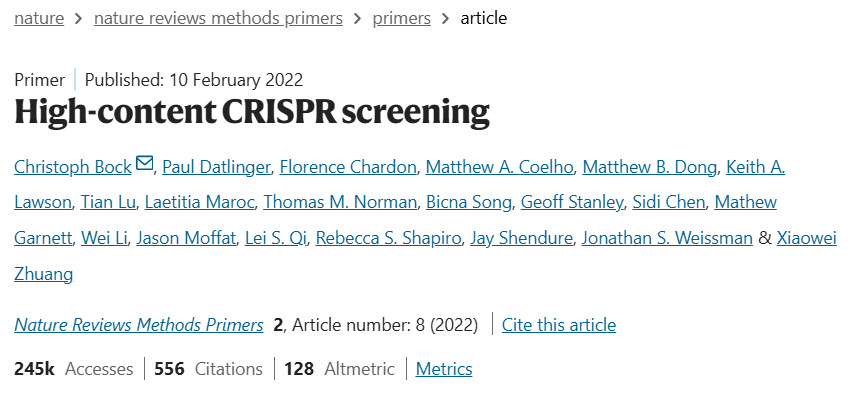 nature > nature reviews methods primers > primers > article
Primer | Published: 10 February 2022
High-content CRISPR screening
Christoph Bock, Paul Datlinger, Florence Chardon, Matthew A. Coelho, Matthew B. Dong, Keith A.
Lawson, Tian Lu, Laetitia Maroc, Thomas M. Norman, Bicna Song, Geoff Stanley, Sidi Chen, Mathew
Garnett, Wei Li, Jason Moffat, Lei S. Qi, Rebecca S. Shapiro, Jay Shendure, Jonathan S. Weissman & Xiaowei
Zhuang
Nature Reviews Methods Primers 2, Article number: 8 (2022) | Cite this article
245k Accesses | 556 Citations | 128 Altmetric | Metrics